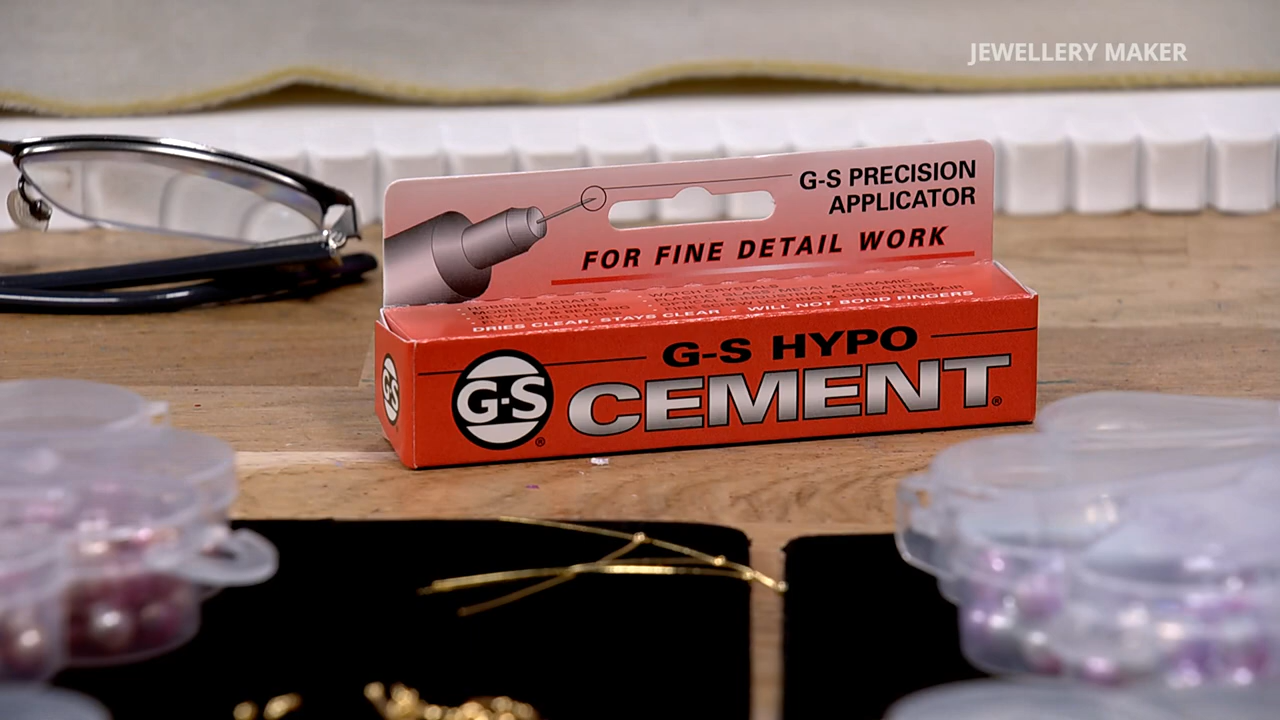 JEWELLERY MAKER
G-S PRECISION
APPLICATOR
FOR FINE DETAIL WORK
DRIES CLEAR, STAYS CLEAR • WILL NOT BOND FINGERS
G-S HYPO
G-S
CEMENT®
G-S